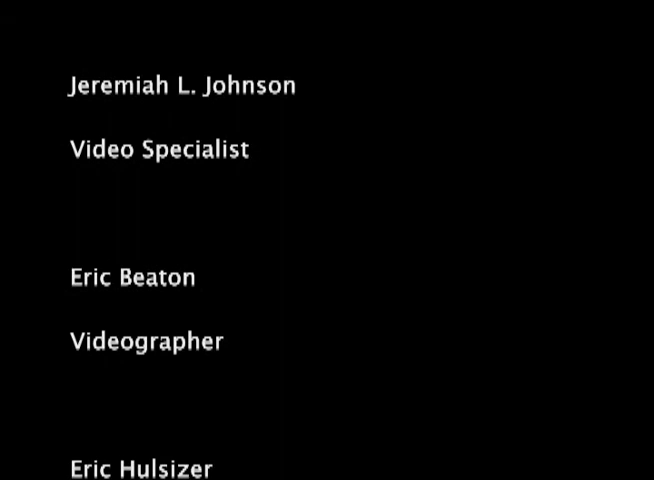 Jeremiah L. Johnson
Video Specialist
Eric Beaton
Videographer
Eric Hulsizer